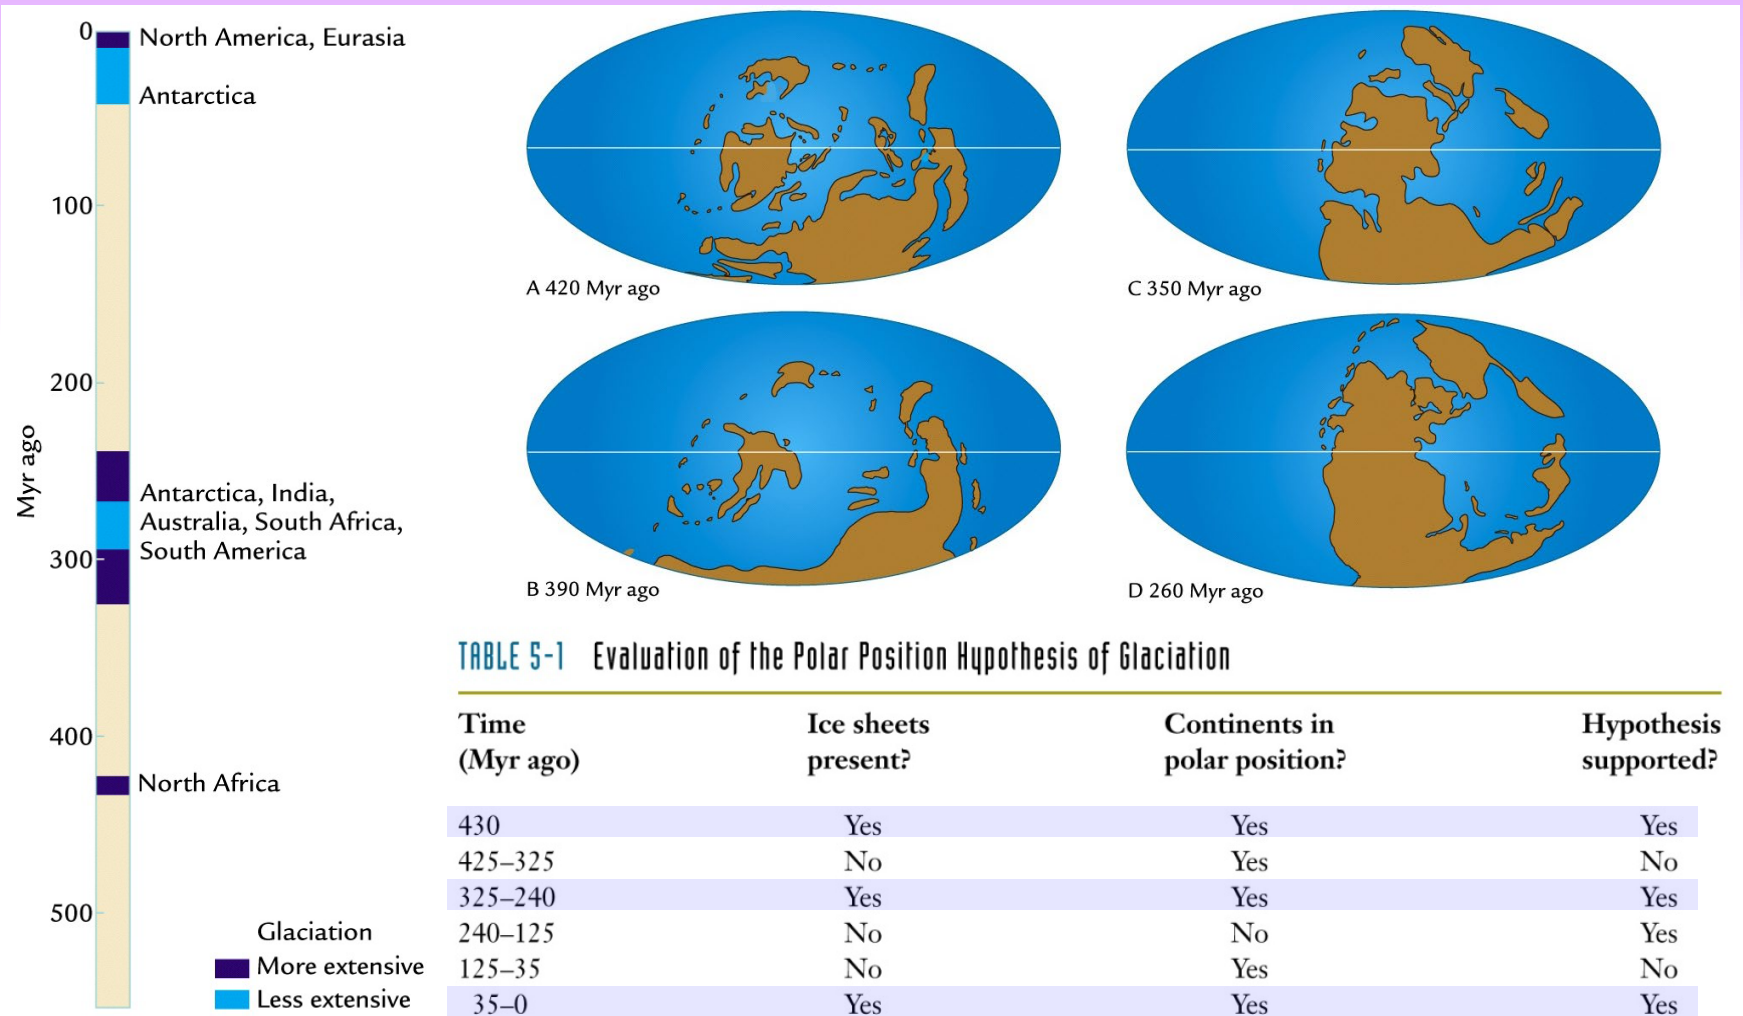 0
North America, Eurasia
Antarctica
100
200
Myr ago
Antarctica, India,
Australia, South Africa,
South America
300
400
North Africa
500
Glaciation
More extensive
Less extensive
A 420 Myr ago
C 350 Myr ago
B 390 Myr ago
D 260 Myr ago
TABLE 5-1 Evaluation of the Polar Position Hypothesis of Glaciation
Time Ice sheets Continents in Hypothesis
(Myr ago) present? polar position? supported?
430 Yes Yes Yes
425–325 No Yes No
325–240 Yes Yes Yes
240–125 No No Yes
125–35 No Yes No
35–0 Yes Yes Yes